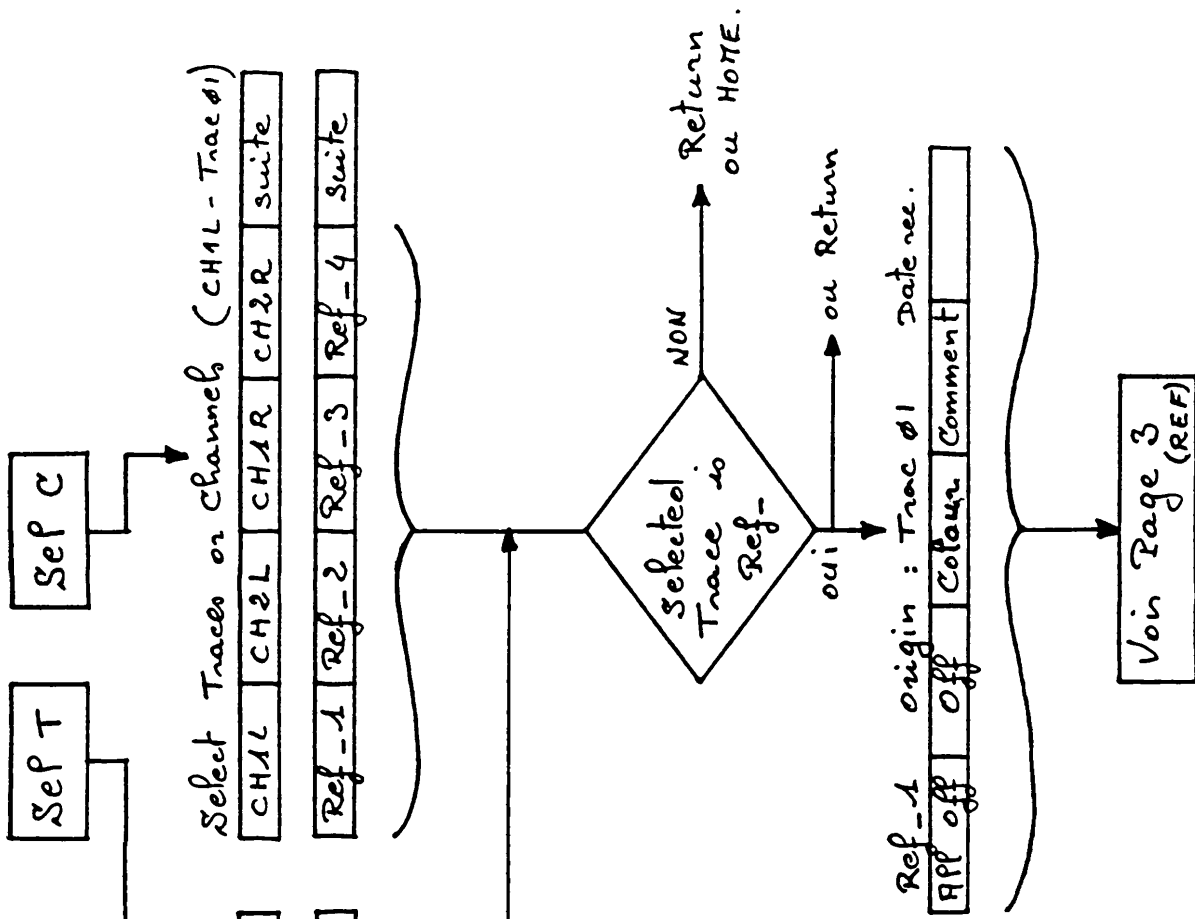 Sel T
Sel C
Select Traces or Channels (CH1L - Trac ø1)
CH1L CH2L CH1R CH2R suite
Ref_1 Ref_2 Ref_3 Ref_4 Suite
Selected
Trace is
Ref_
NON
Return
ou HOME.
OUI
ou Return
Ref_1 origin : Trac ø1 Date rec.
APP off Off Colour Comment
Voir Page 3
(REF)